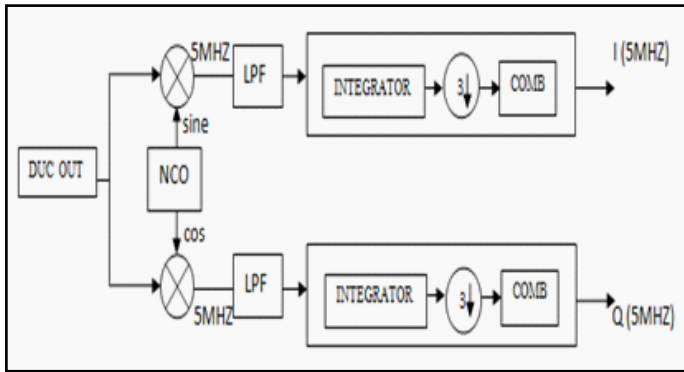 5MHZ
LPF
INTEGRATOR
3↓
COMB
I (5MHZ)
sine
DUC OUT
NCO
cos
5MHZ
LPF
INTEGRATOR
3↓
COMB
Q (5MHZ)